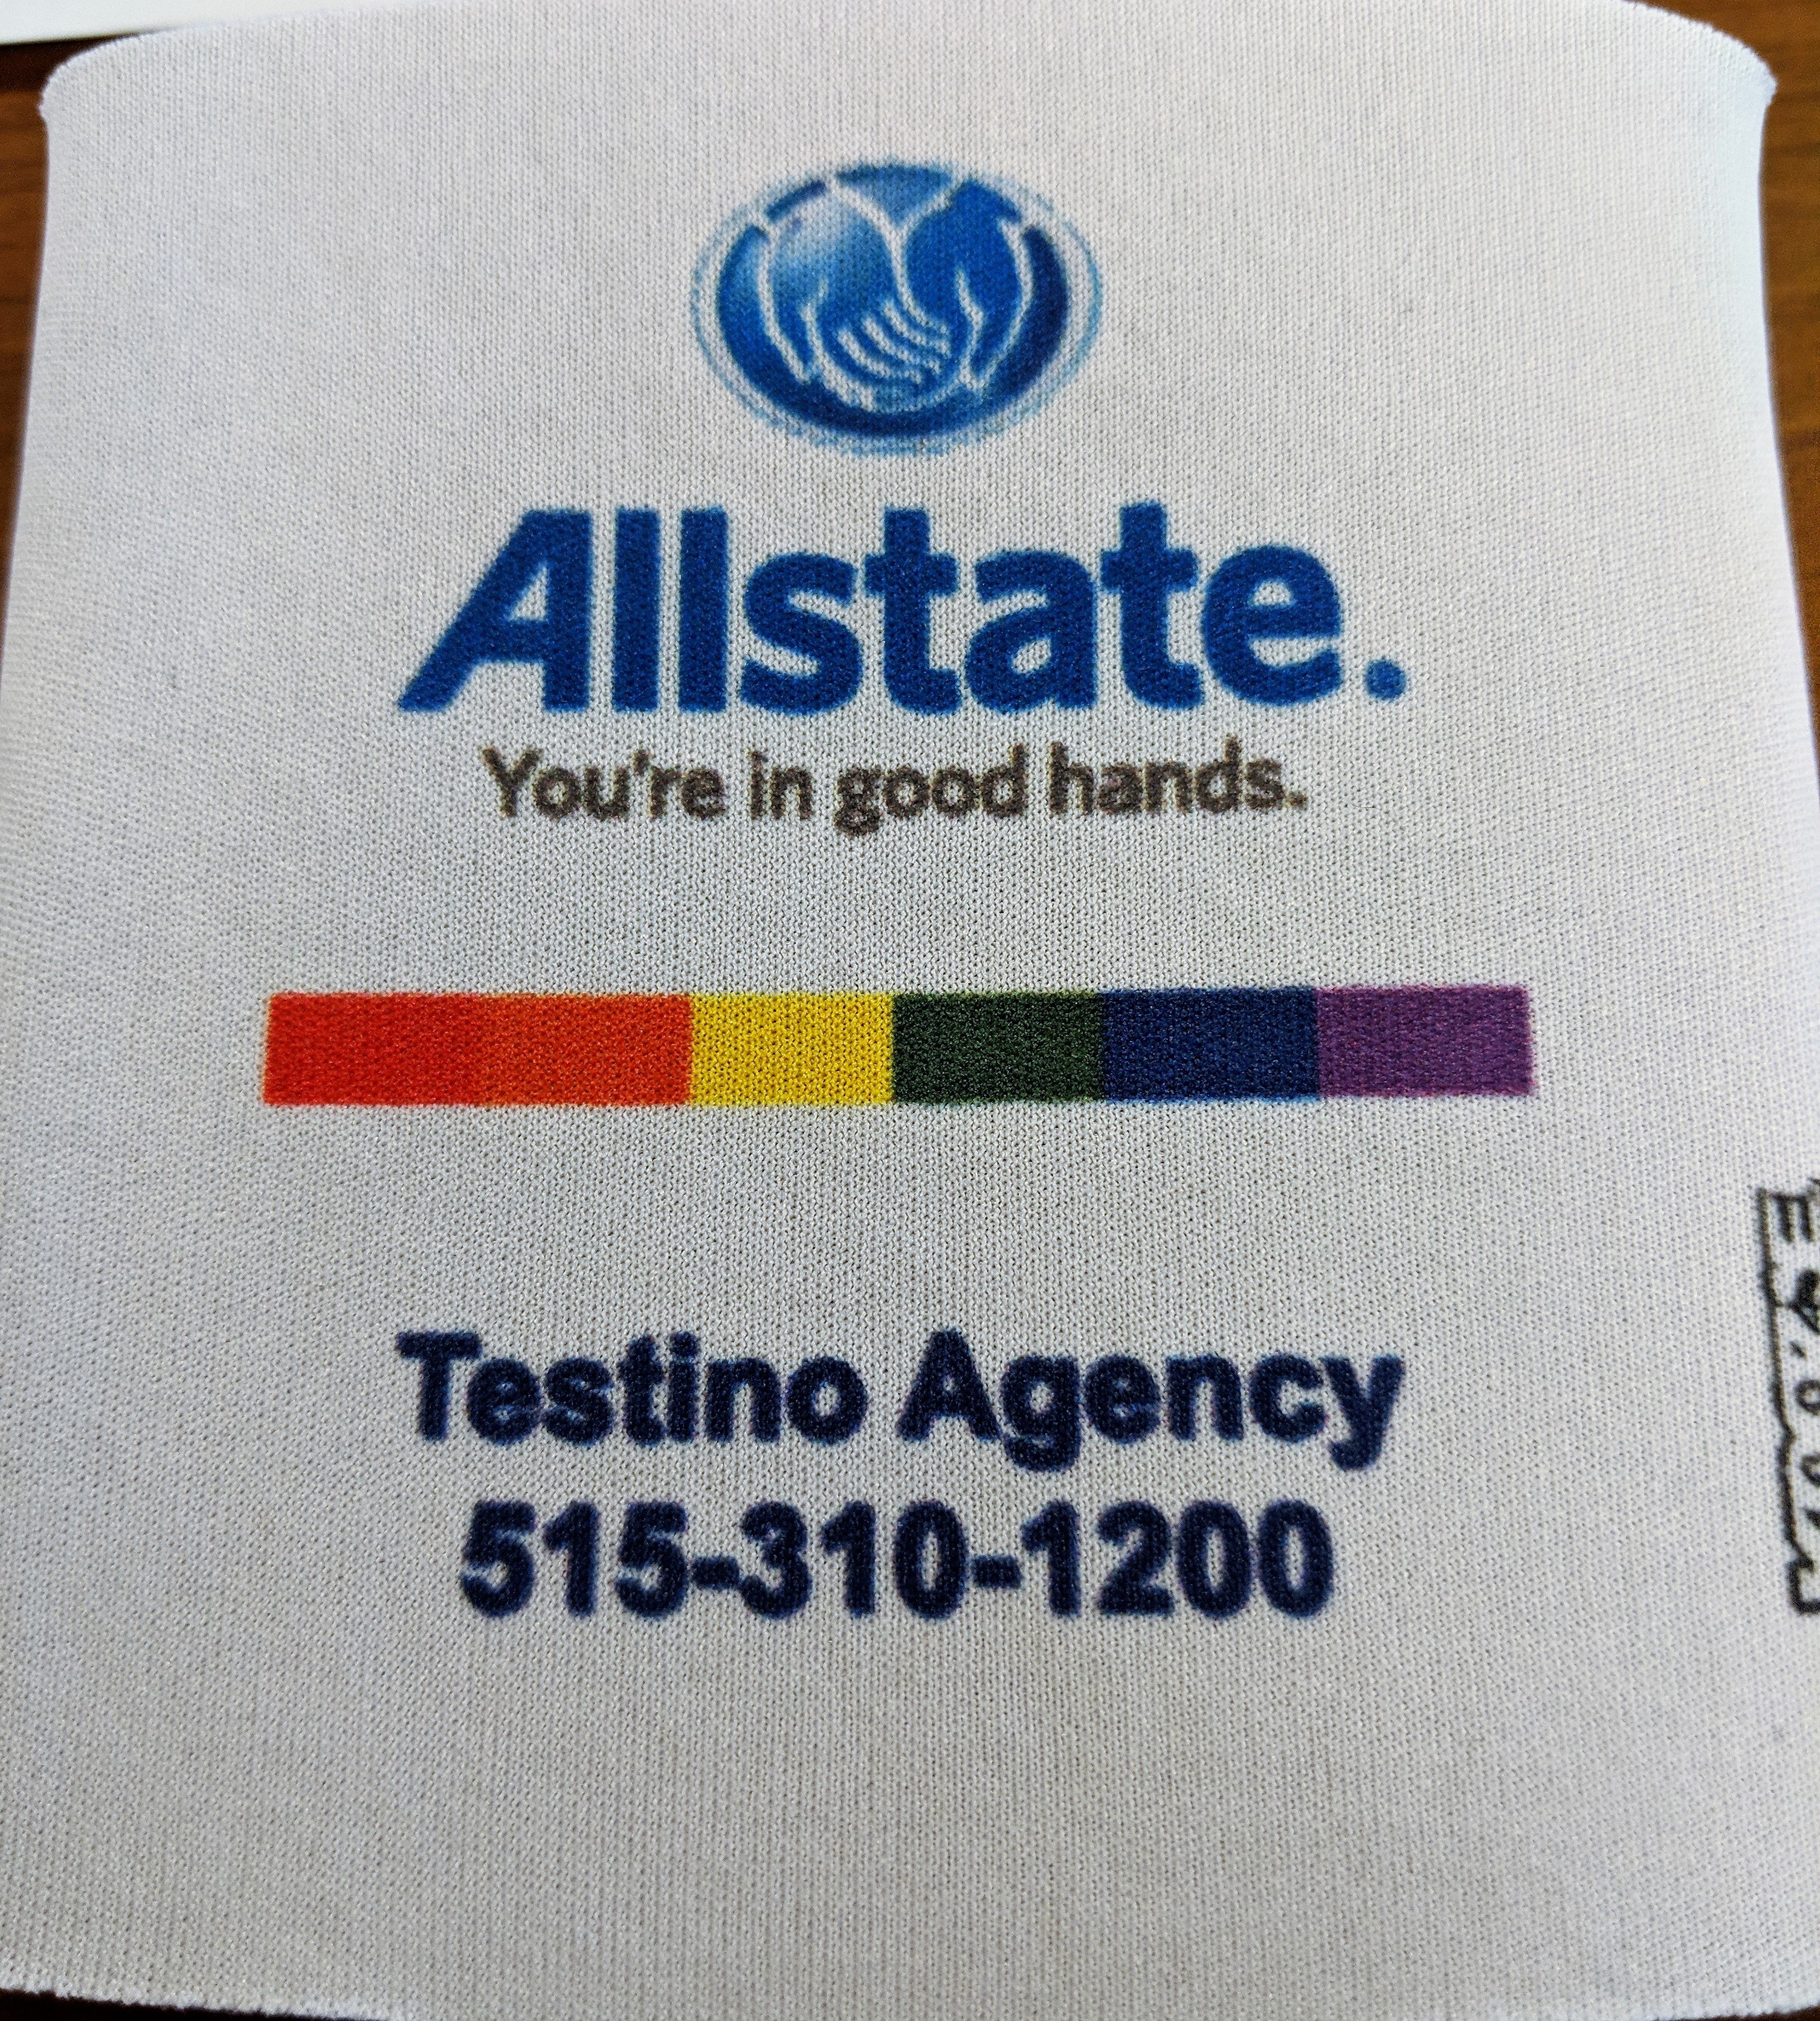 Allstate.
You're in good hands.
Testino Agency
515-310-1200